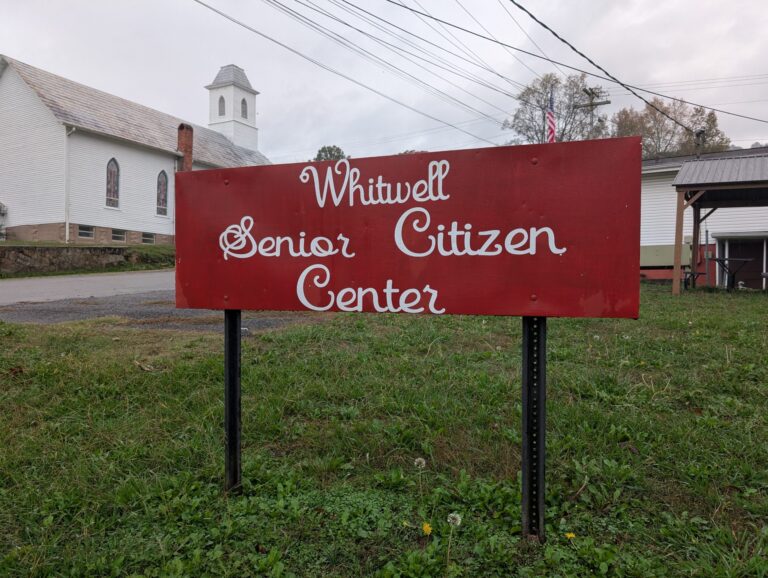 Whitwell
Senior Citizen
Center